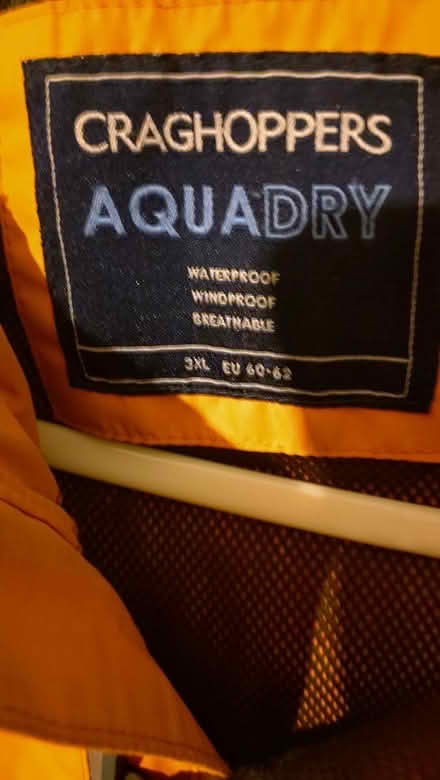 CRAGHOPPERS
AQUADRY
WATERPROOF
WINDPROOF
BREATHABLE
3XL EU 60-62